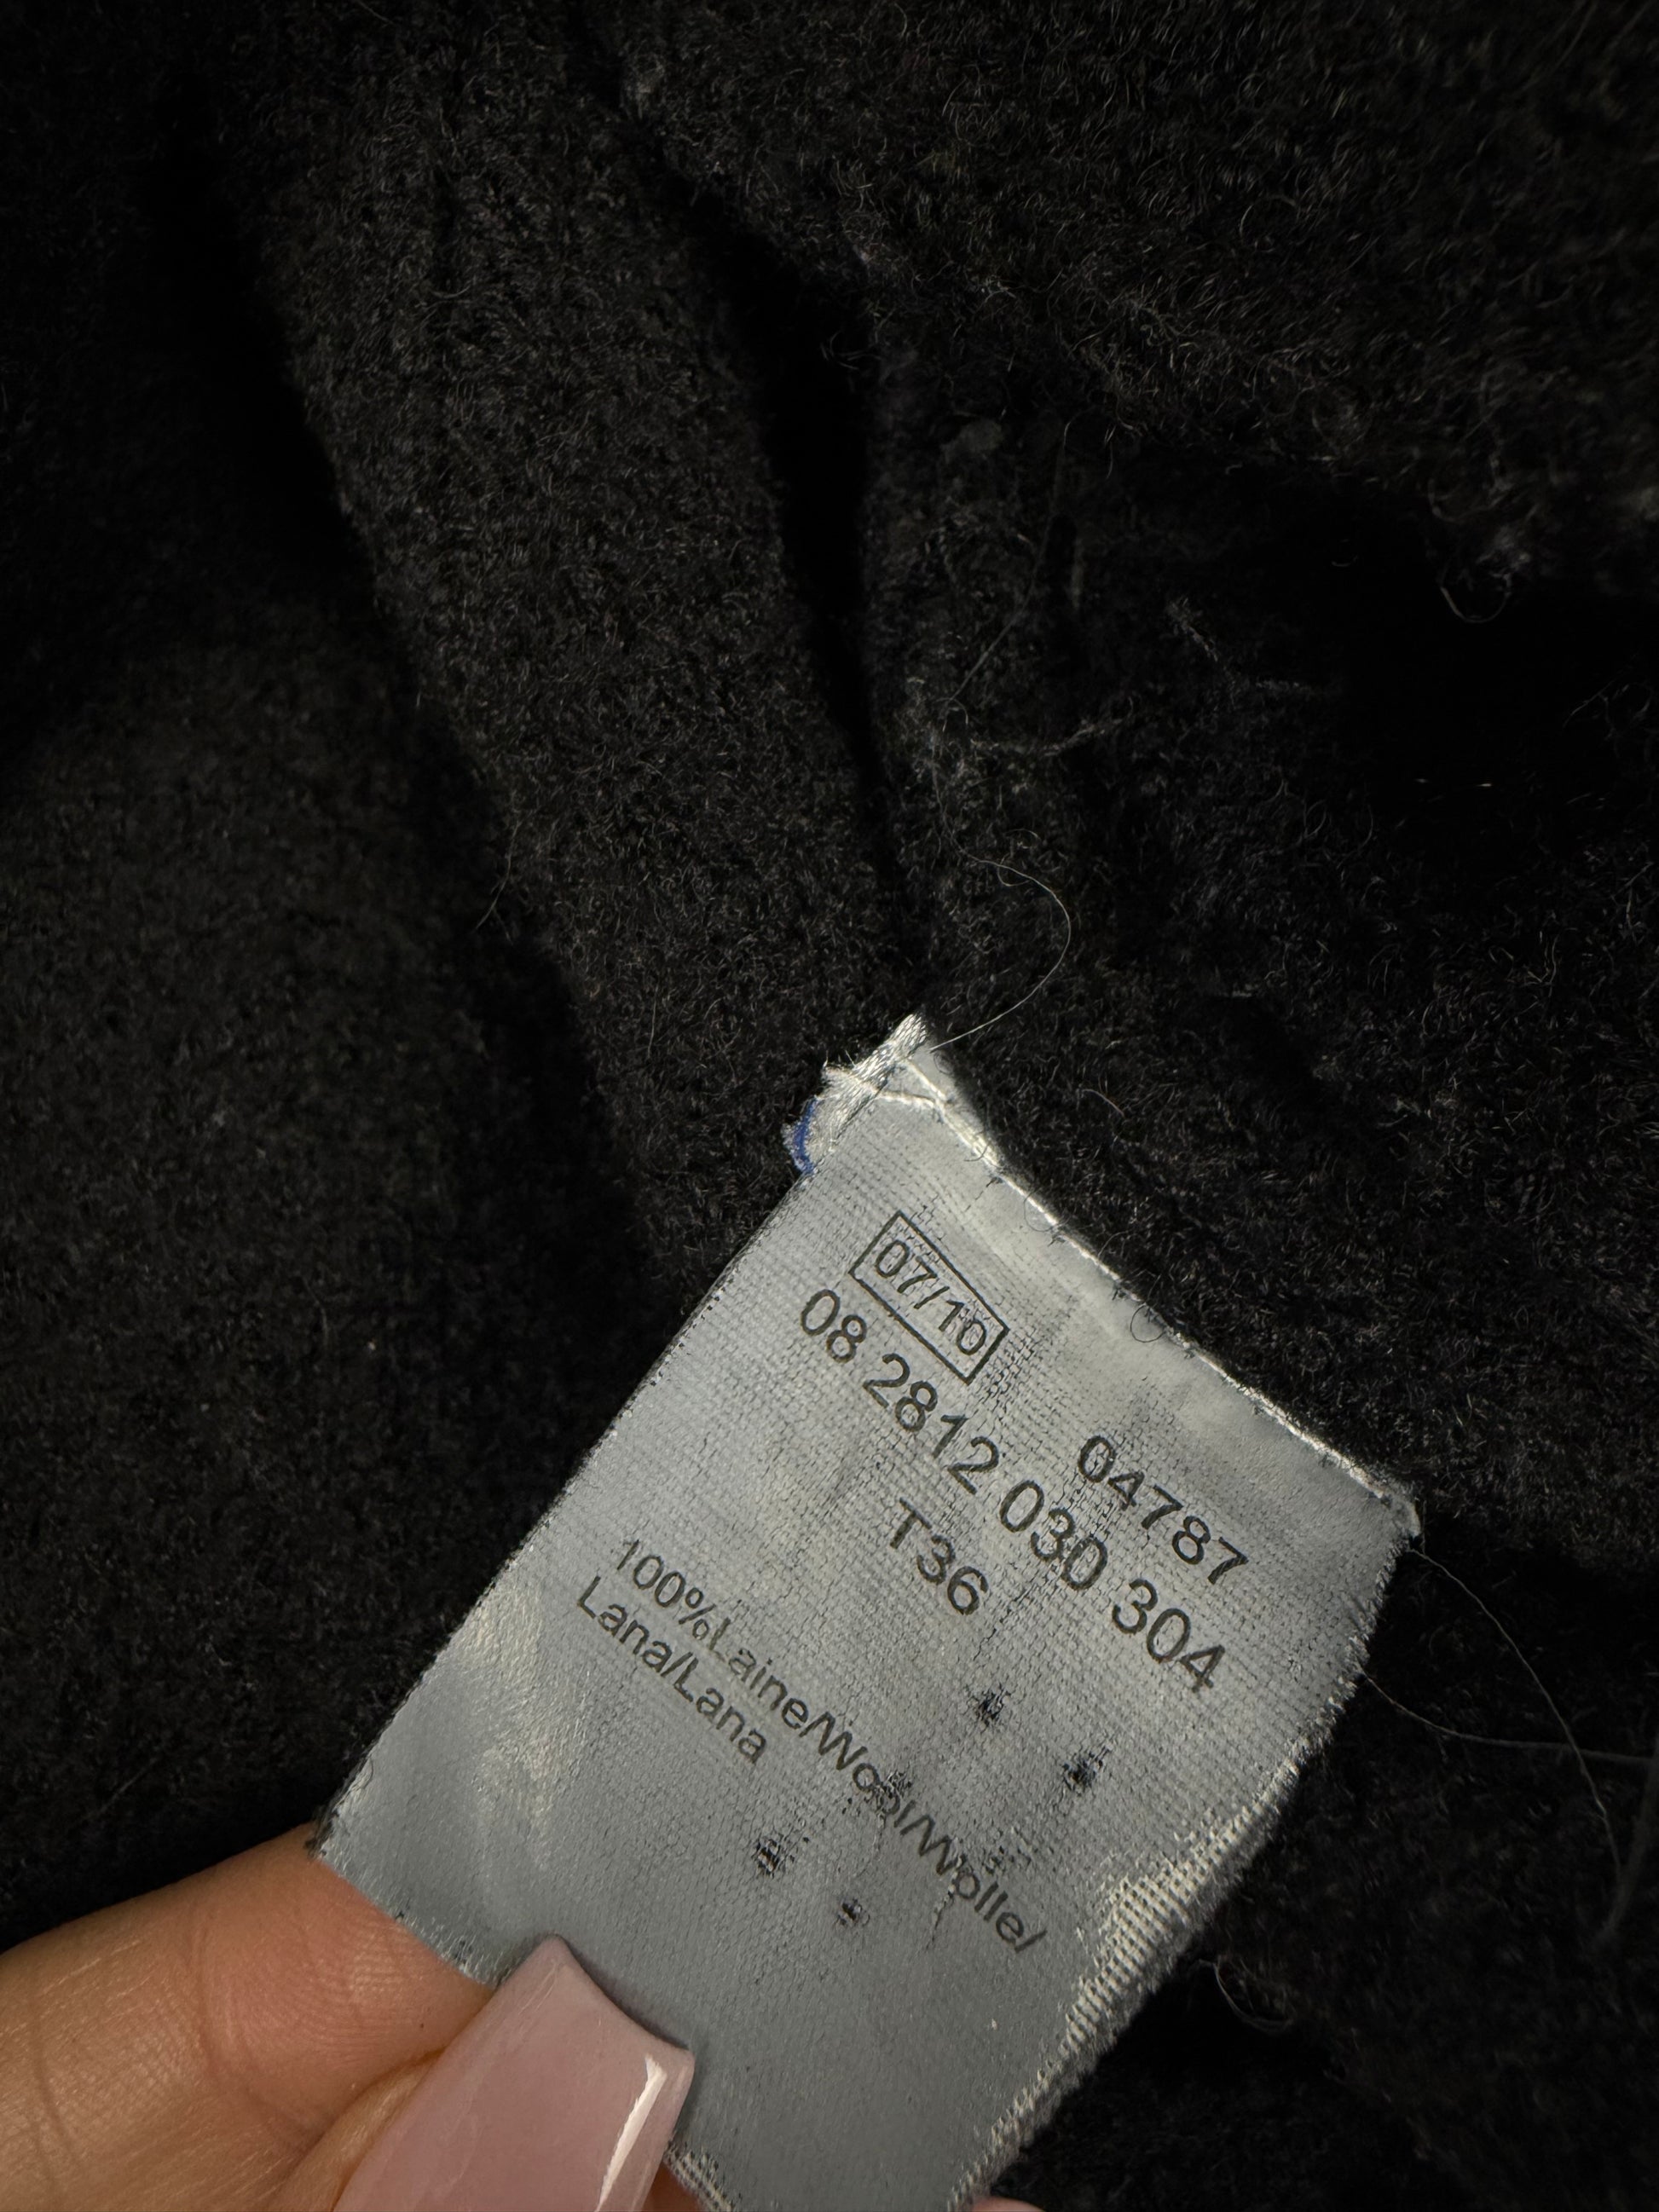 07/10
04787
08 2812 030 304
T36
100%Laine/Wool/Wolle/
Lana/Lana